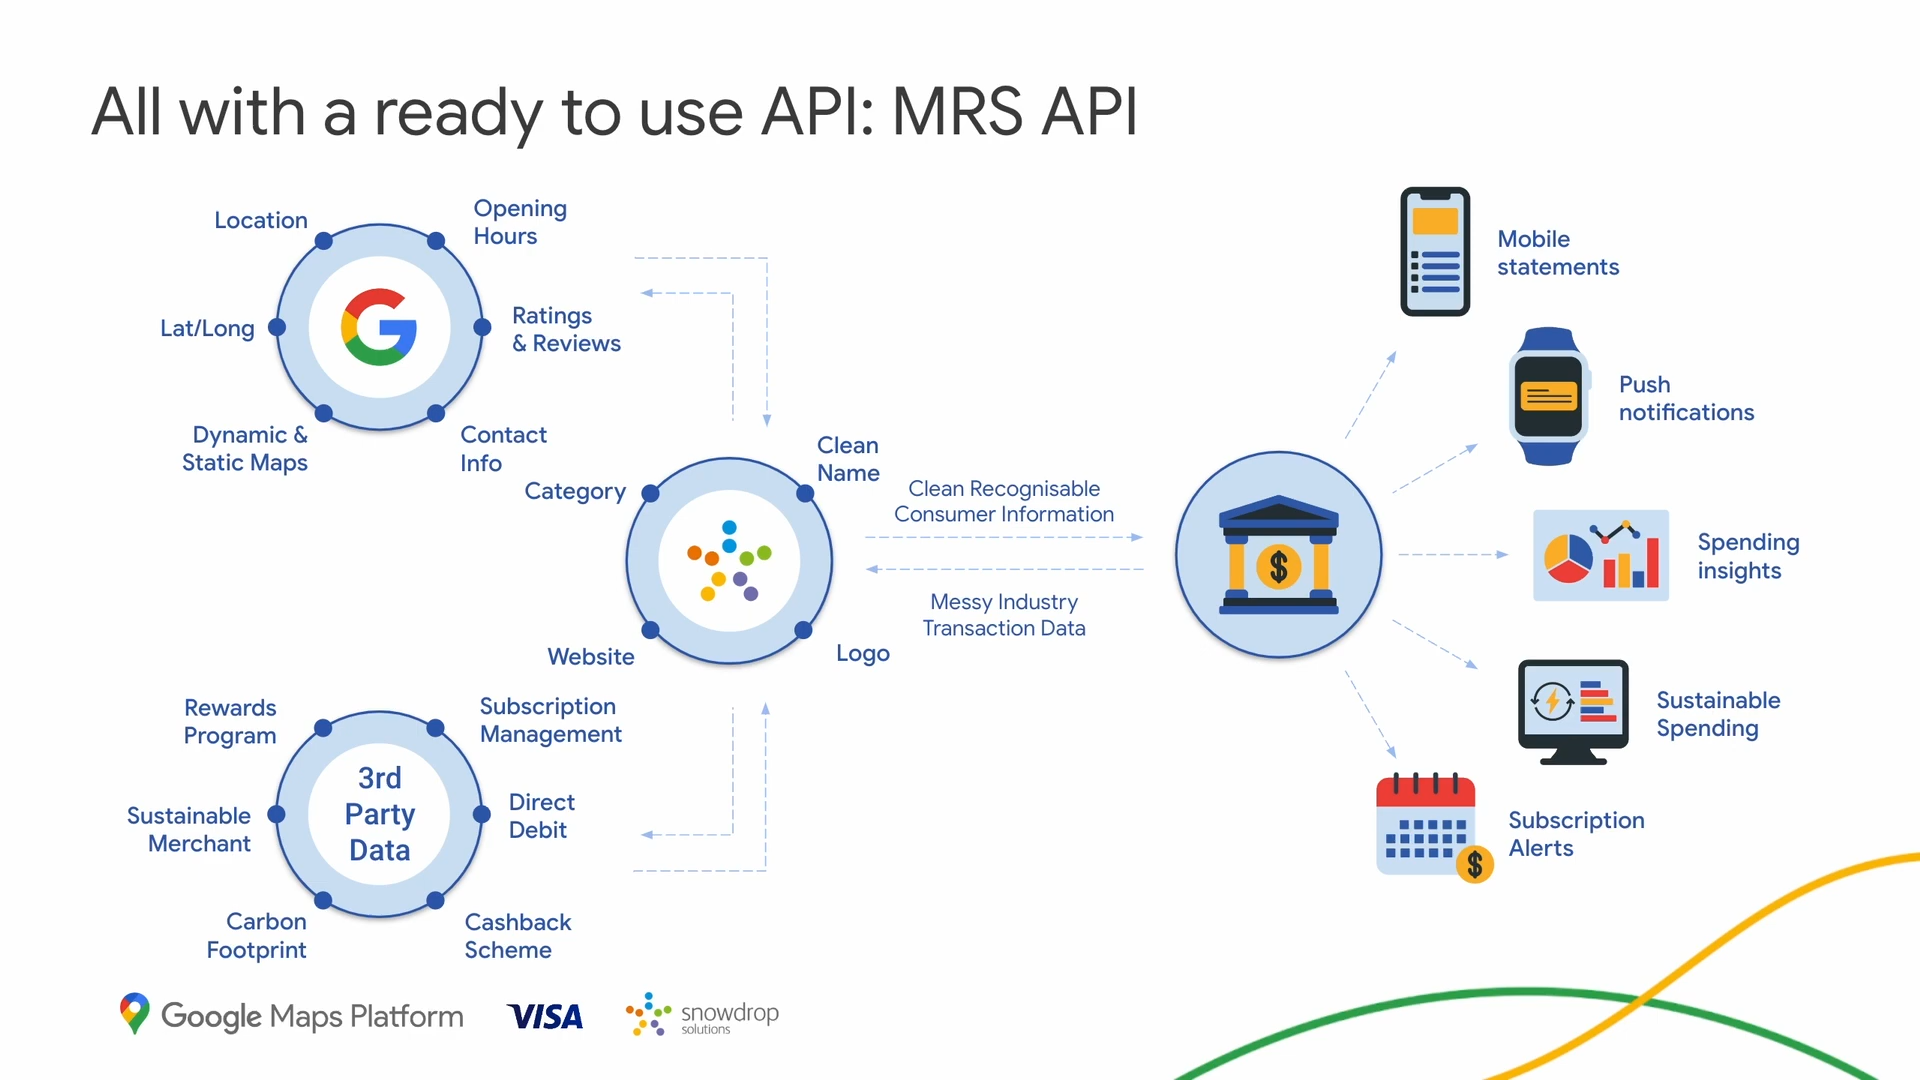 All with a ready to use API: MRS API
Location
Opening
Hours
Lat/Long
Ratings
& Reviews
Dynamic &
Static Maps
Contact
Info
Category
Clean
Name
Website
Logo
Rewards
Program
Subscription
Management
3rd
Party
Data
Sustainable
Merchant
Direct
Debit
Carbon
Footprint
Cashback
Scheme
Clean Recognisable
Consumer Information
Messy Industry
Transaction Data
$
Mobile
statements
Push
notifications
Spending
insights
Sustainable
Spending
Subscription
Alerts
$
Google Maps Platform
VISA
snowdrop
solutions